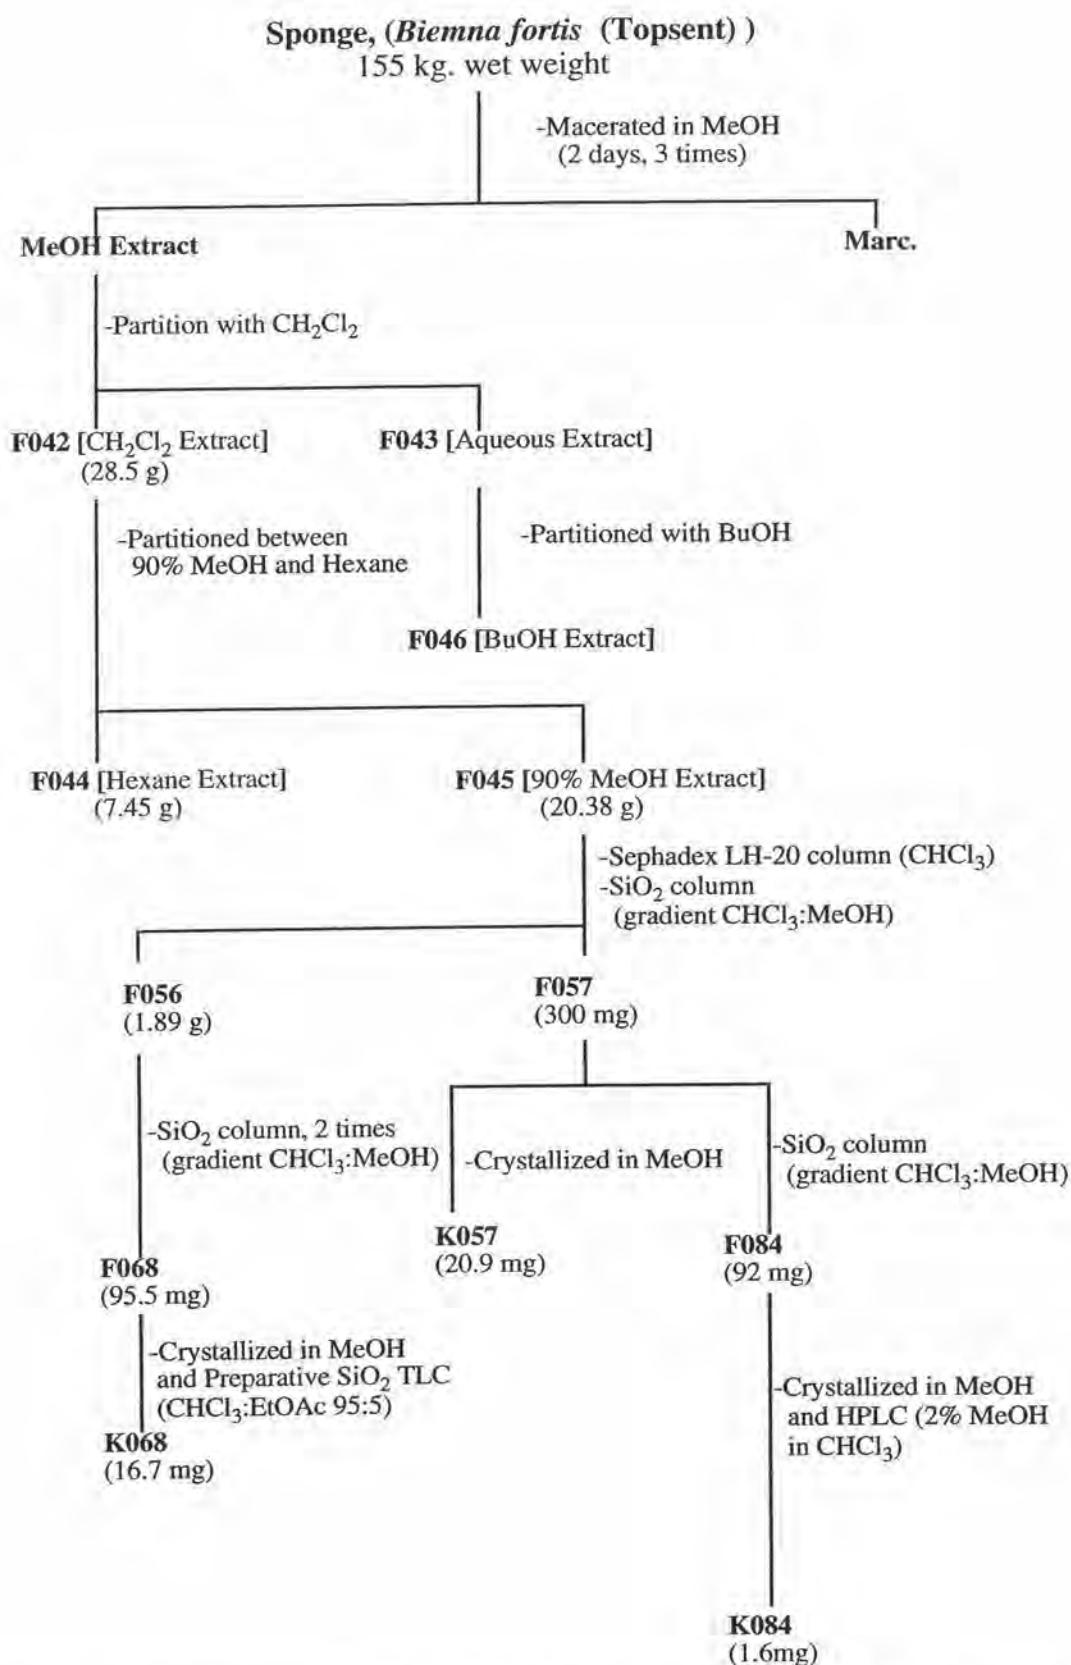 Sponge, (Biemna fortis (Topsent) )
155 kg. wet weight
-Macerated in MeOH
(2 days, 3 times)
MeOH Extract
Marc.
-Partition with CH₂Cl₂
F042 [CH₂Cl₂ Extract]
(28.5 g)
F043 [Aqueous Extract]
-Partitioned between
90% MeOH and Hexane
-Partitioned with BuOH
F046 [BuOH Extract]
F044 [Hexane Extract]
(7.45 g)
F045 [90% MeOH Extract]
(20.38 g)
-Sephadex LH-20 column (CHCl₃)
-SiO₂ column
(gradient CHCl₃:MeOH)
F056
(1.89 g)
F057
(300 mg)
-SiO₂ column, 2 times
(gradient CHCl₃:MeOH)
-Crystallized in MeOH
-SiO₂ column
(gradient CHCl₃:MeOH)
K057
(20.9 mg)
F084
(92 mg)
F068
(95.5 mg)
-Crystallized in MeOH
and Preparative SiO₂ TLC
(CHCl₃:EtOAc 95:5)
-Crystallized in MeOH
and HPLC (2% MeOH
in CHCl₃)
K068
(16.7 mg)
K084
(1.6mg)